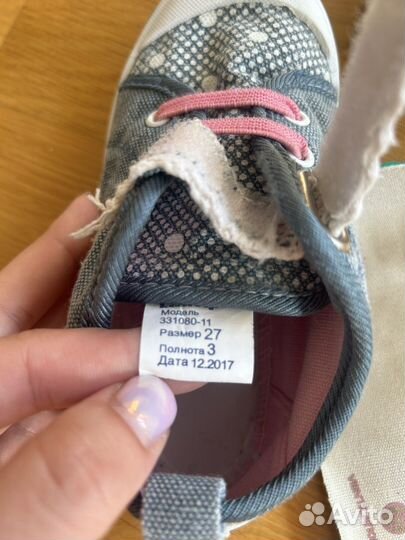 Модель
331080-11
Размер 27
Полнота 3
Дата 12.2017
Avito